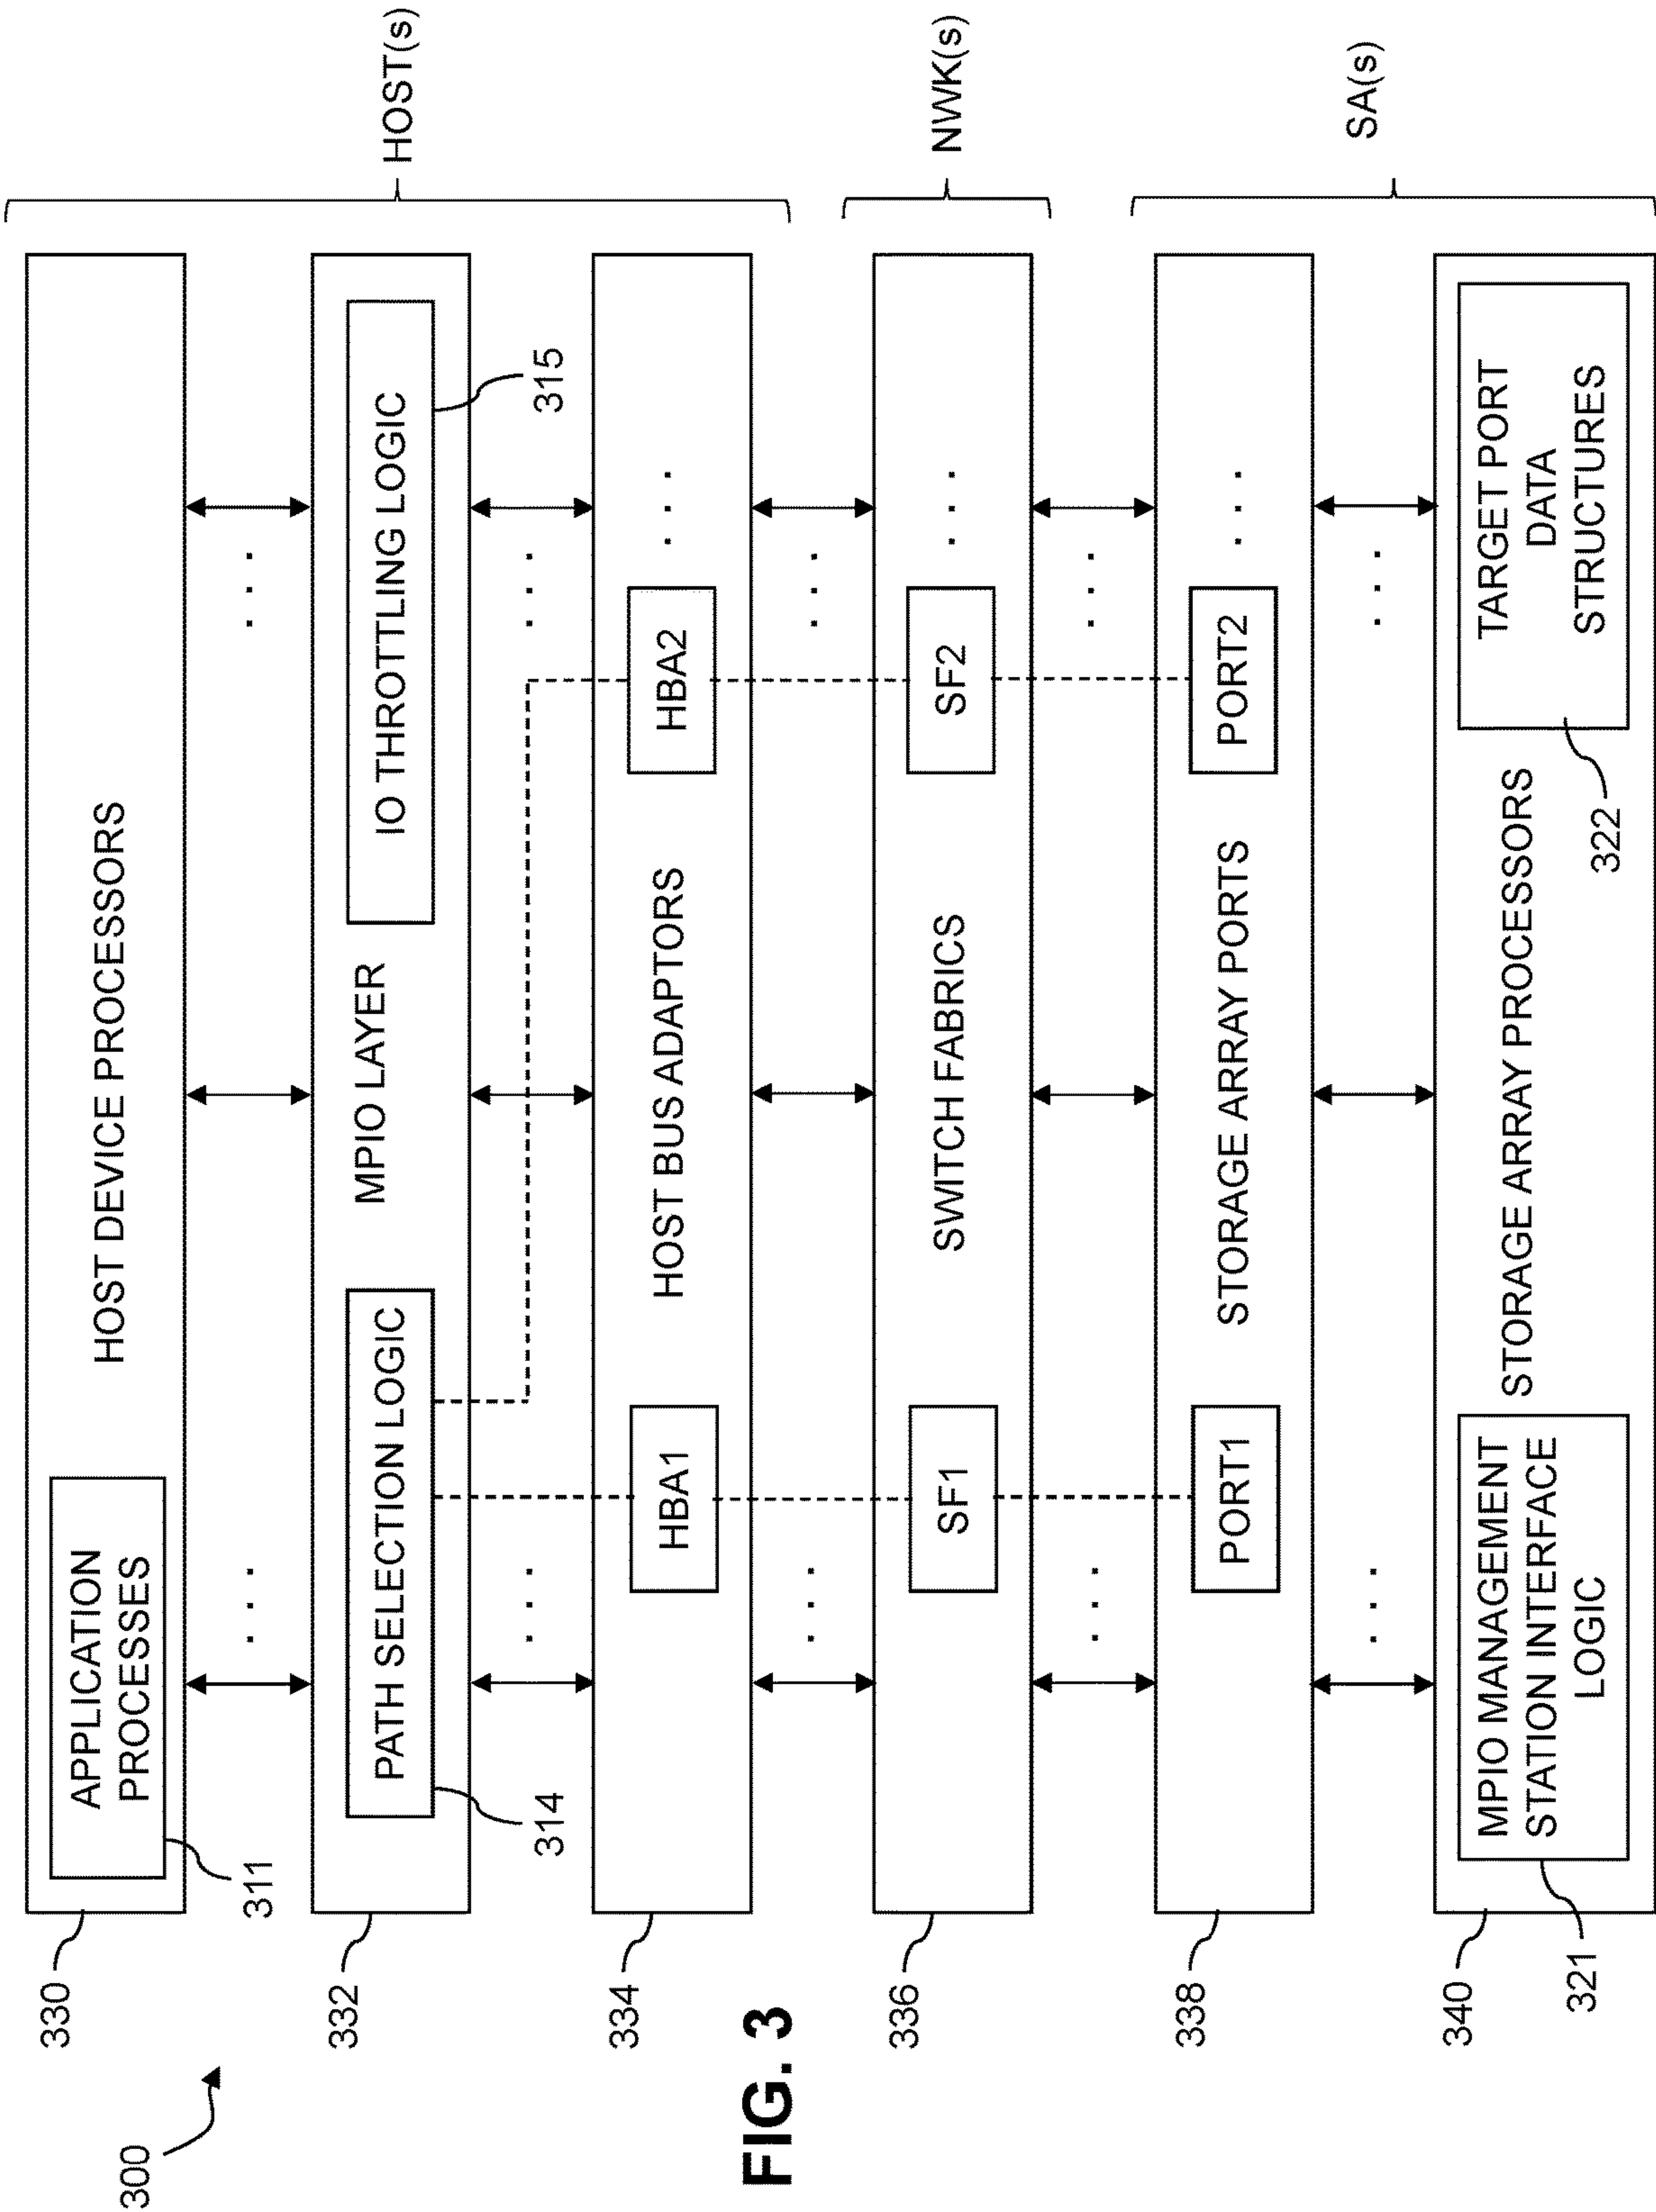 300
330
APPLICATION
PROCESSES
311
HOST DEVICE PROCESSORS
332
PATH SELECTION LOGIC
314
MPIO LAYER
IO THROTTLING LOGIC
315
HOST(s)
334
HBA1
HOST BUS ADAPTORS
HBA2
336
SF1
SWITCH FABRICS
SF2
NWK(s)
338
PORT1
STORAGE ARRAY PORTS
PORT2
340
MPIO MANAGEMENT
STATION INTERFACE
LOGIC
321
STORAGE ARRAY PROCESSORS
TARGET PORT
DATA
STRUCTURES
322
SA(s)
FIG. 3